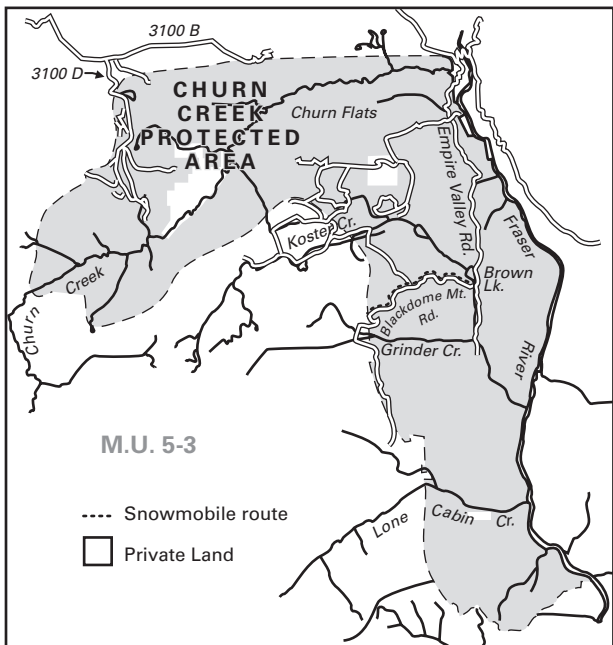 3100 B
3100 D
CHURN
CREEK
PROTECTED
AREA
Churn Flats
Empire Valley Rd.
Fraser
River
Koster Cr.
Brown
Lk.
Blackdome Mt.
Rd.
Churn
Creek
Grinder Cr.
M.U. 5-3
Snowmobile route
Private Land
Lone
Cabin
Cr.